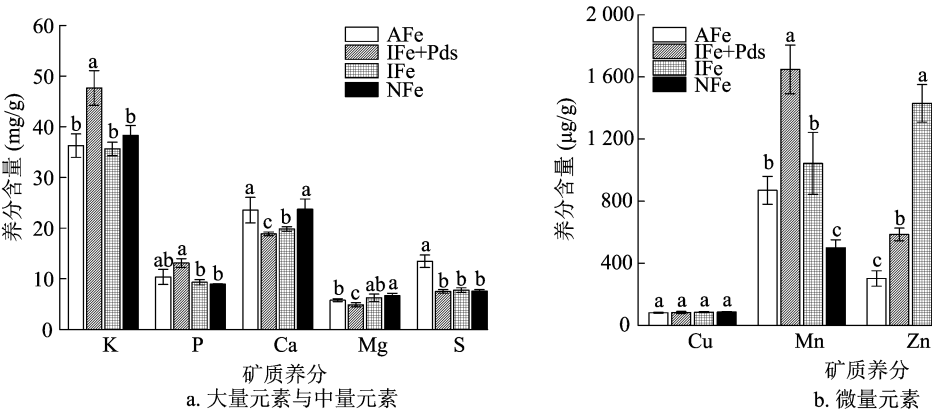 60
50
40
30
20
10
0
养分含量 (mg/g)
AFe
IFe+Pds
IFe
NFe
b a b b
ab a b b
a c b a
b c ab a
a b b b
K P Ca Mg S
矿质养分
a. 大量元素与中量元素
2 000
1 600
1 200
800
400
0
养分含量 (μg/g)
AFe
IFe+Pds
IFe
NFe
a a a a
b a b c
c b a
Cu Mn Zn
矿质养分
b. 微量元素